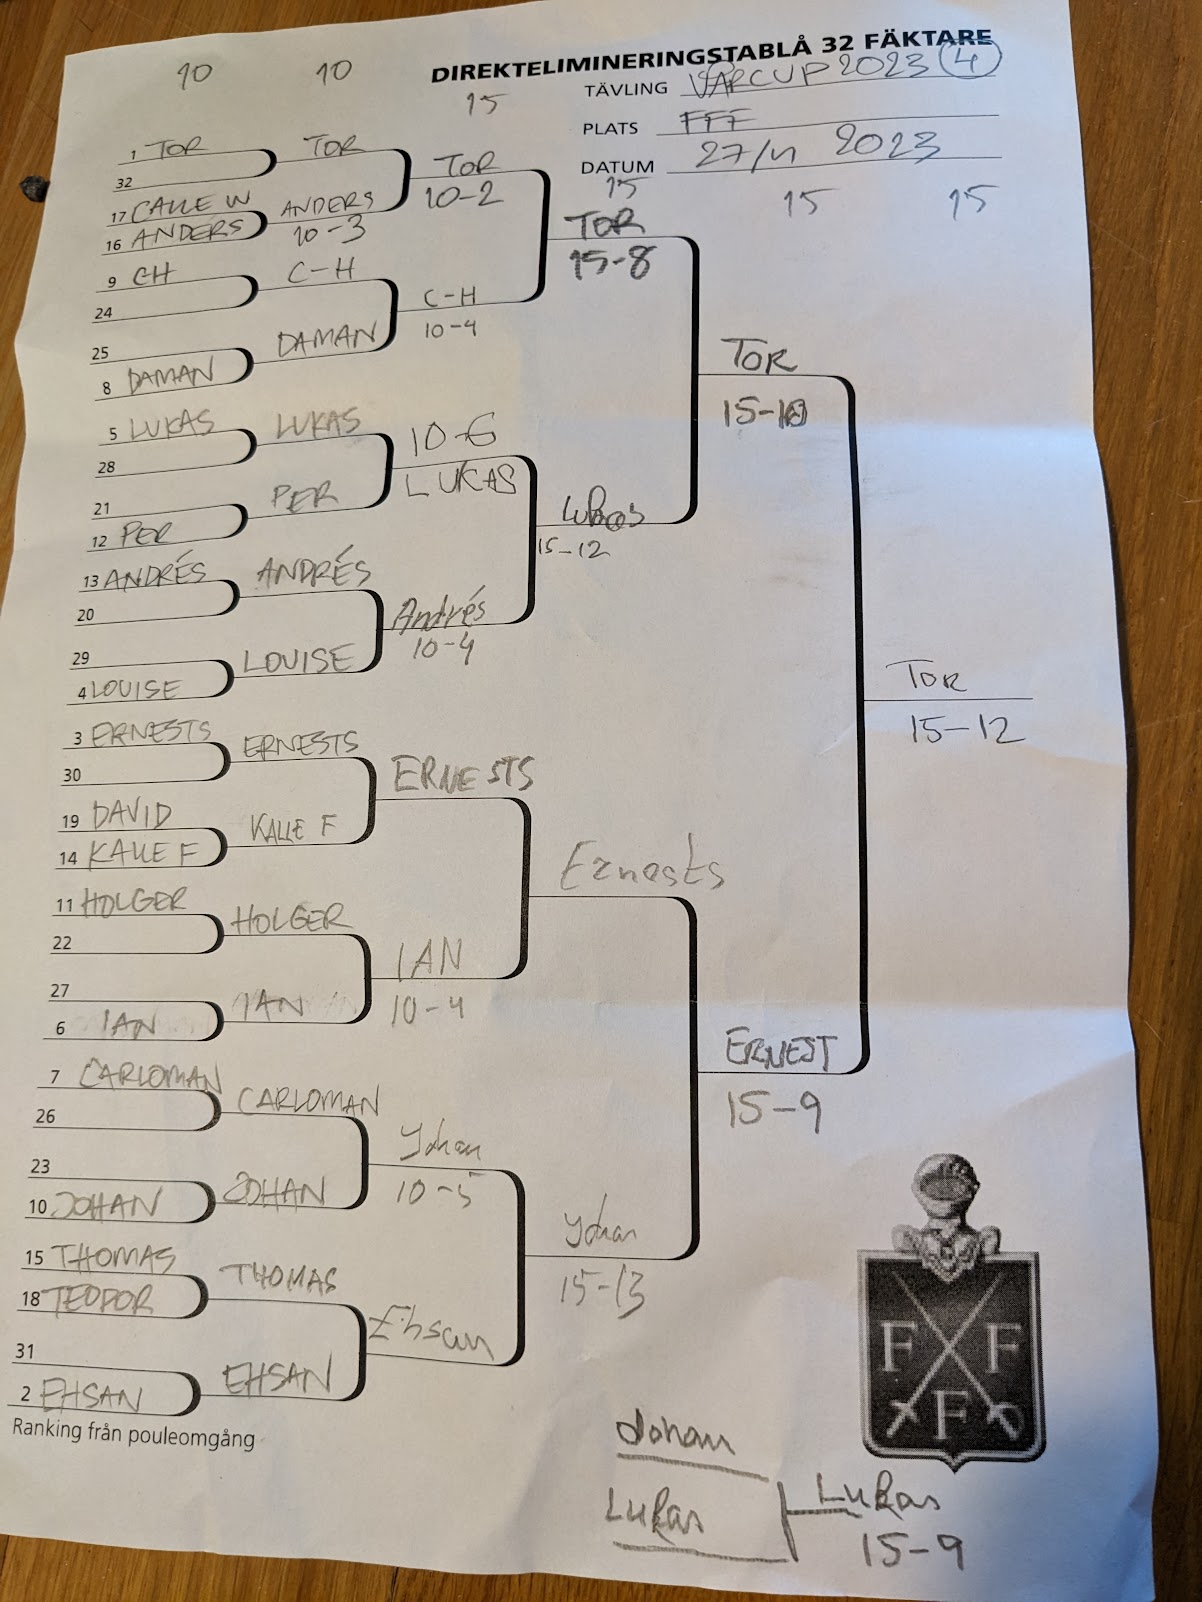 DIREKTELIMINERINGSTABLÅ 32 FÄKTARE
TÄVLING VÅRCUP 2023 4
PLATS FFF
DATUM 27/4 2023
10
10
15
15
15
15
1 TOR
32
17 CALLE W
16 ANDERS
9 CH
24
25
8 DAMAN
5 LUKAS
28
21
12 PER
13 ANDRÉS
20
29
4 LOUISE
3 ERNESTS
30
19 DAVID
14 KALLE F
11 HOLGER
22
27
6 IAN
7 CARLOMAN
26
23
10 JOHAN
15 THOMAS
18 TEODOR
31
2 EHSAN
Ranking från pouleomgång
TOR
ANDERS
10-3
C-H
DAMAN
LUKAS
PER
ANDRÉS
LOUISE
ERNESTS
KALLE F
HOLGER
IAN
CARLOMAN
JOHAN
THOMAS
EHSAN
TOR
10-2
C-H
10-4
10-6
LUKAS
Andrés
10-4
ERNESTS
IAN
10-4
Johan
10-5
Ehsan
TOR
15-8
Lukas
15-12
Ernests
Johan
15-13
TOR
15-10
ERNEST
15-9
TOR
15-12
Johan
Lukas
Lukas
15-9
F F
F